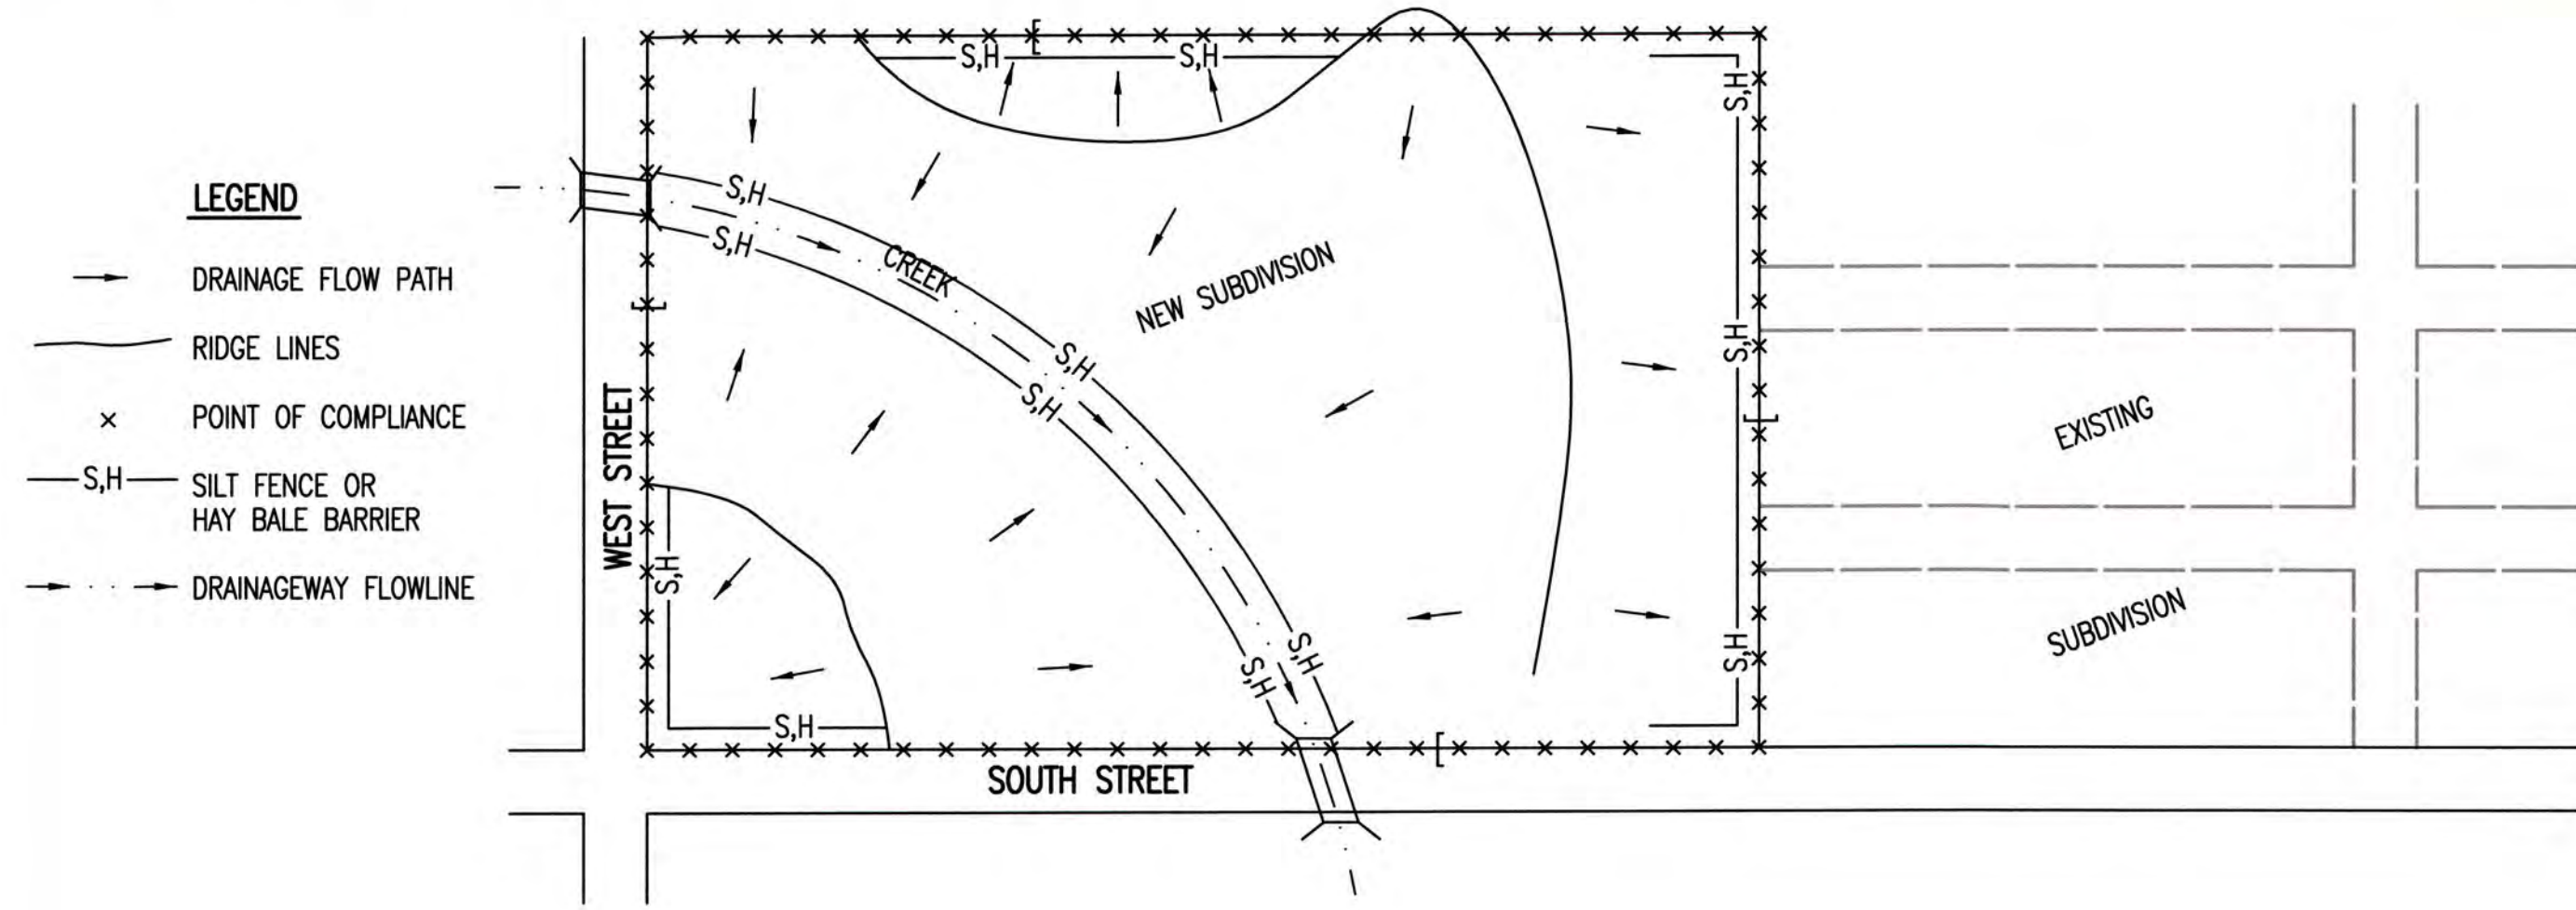 LEGEND
DRAINAGE FLOW PATH
RIDGE LINES
× POINT OF COMPLIANCE
S,H SILT FENCE OR
HAY BALE BARRIER
DRAINAGEWAY FLOWLINE
S,H
S,H
S,H
S,H
S,H
CREEK
NEW SUBDIVISION
S,H
S,H
S,H
WEST STREET
EXISTING
S,H
S,H
S,H
S,H
S,H
SUBDIVISION
S,H
SOUTH STREET